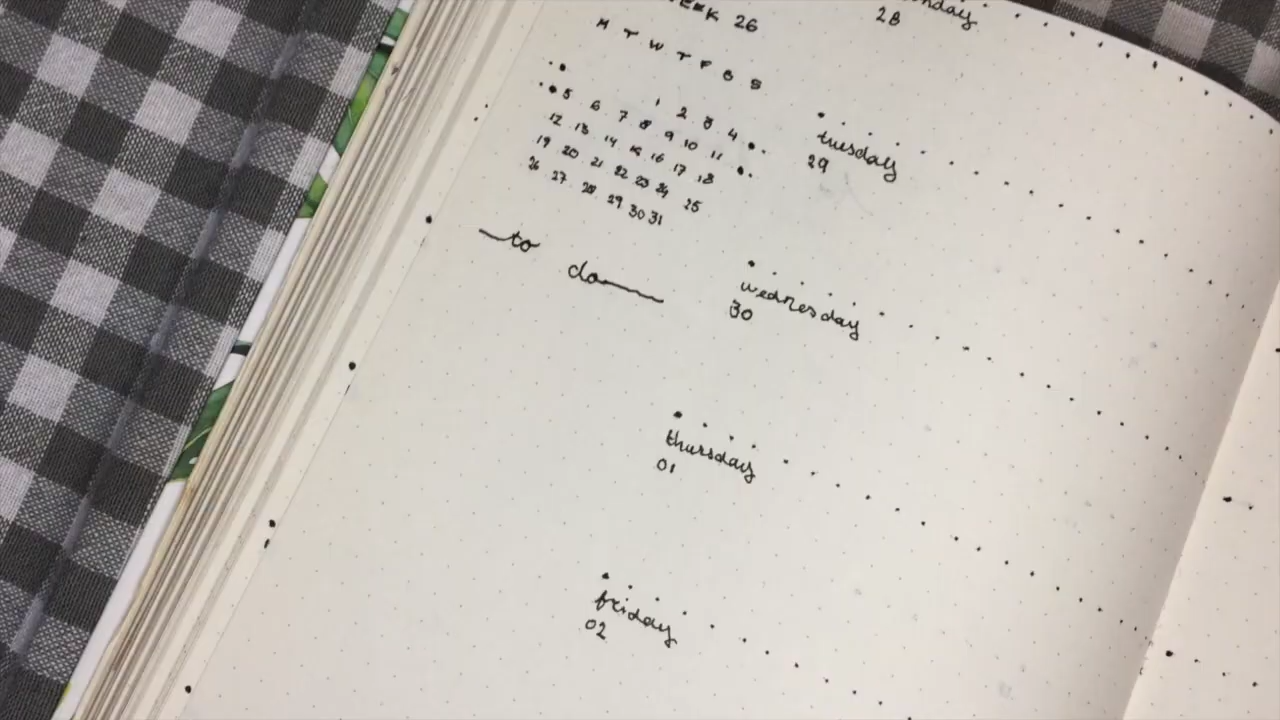 WEEK 26
M T W T F S S
1 2 3 4
5 6 7 8 9 10 11
12 13 14 15 16 17 18
19 20 21 22 23 24 25
26 27 28 29 30 31
to do
28
tuesday
29
wednesday
30
thursday
01
friday
02